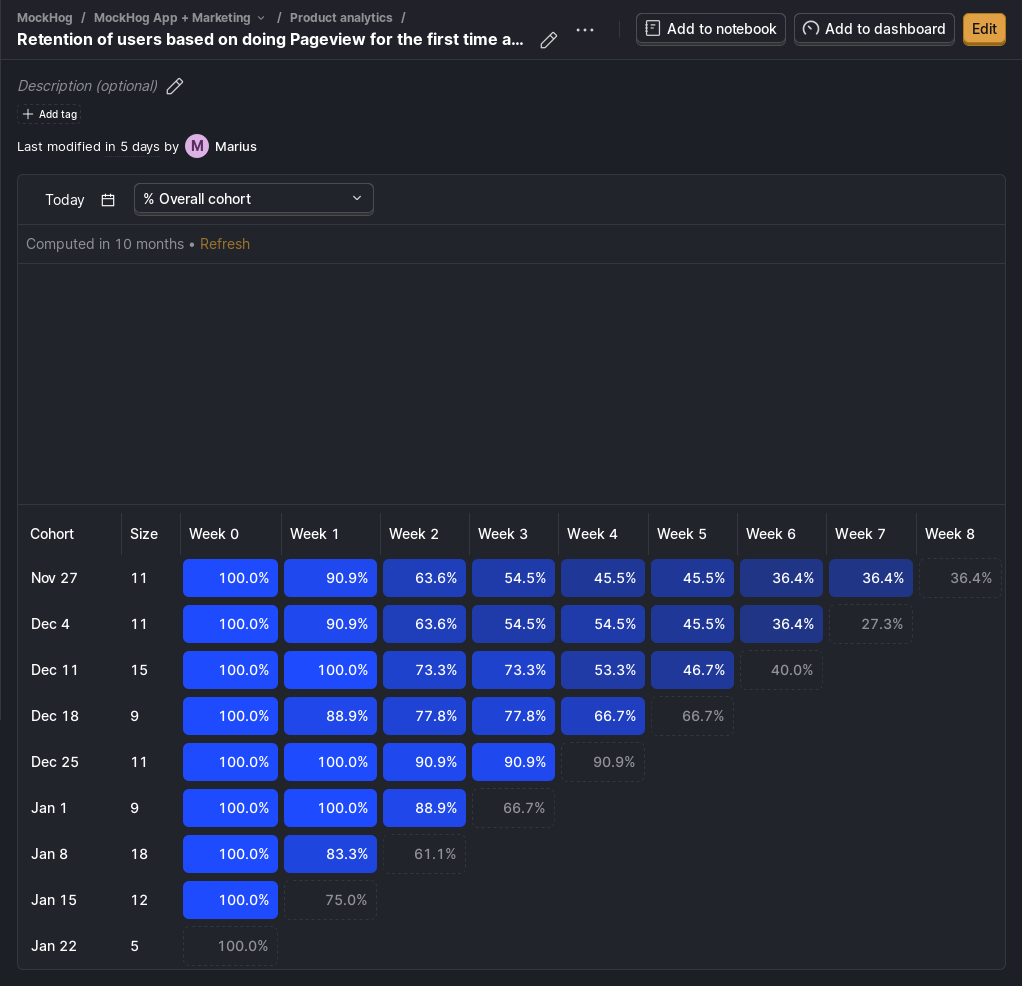 MockHog / MockHog App + Marketing / Product analytics /
Retention of users based on doing Pageview for the first time a...
Add to notebook
Add to dashboard
Edit
Description (optional)
Add tag
Last modified in 5 days by M Marius
Today % Overall cohort
Computed in 10 months • Refresh
Cohort Size Week 0 Week 1 Week 2 Week 3 Week 4 Week 5 Week 6 Week 7 Week 8
Nov 27 11 100.0% 90.9% 63.6% 54.5% 45.5% 45.5% 36.4% 36.4% 36.4%
Dec 4 11 100.0% 90.9% 63.6% 54.5% 54.5% 45.5% 36.4% 27.3%
Dec 11 15 100.0% 100.0% 73.3% 73.3% 53.3% 46.7% 40.0%
Dec 18 9 100.0% 88.9% 77.8% 77.8% 66.7% 66.7%
Dec 25 11 100.0% 100.0% 90.9% 90.9% 90.9%
Jan 1 9 100.0% 100.0% 88.9% 66.7%
Jan 8 18 100.0% 83.3% 61.1%
Jan 15 12 100.0% 75.0%
Jan 22 5 100.0%